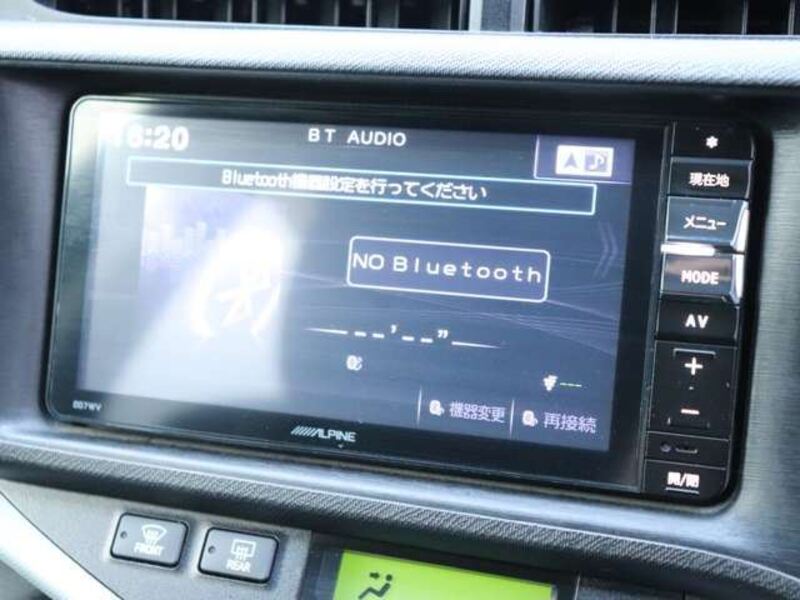 6:20
BT AUDIO
Bluetooth機器設定を行ってください
NO Bluetooth
--'--"
機器変更
再接続
ALPINE
現在地
メニュー
MODE
AV
+
-
開/閉
FRONT
REAR